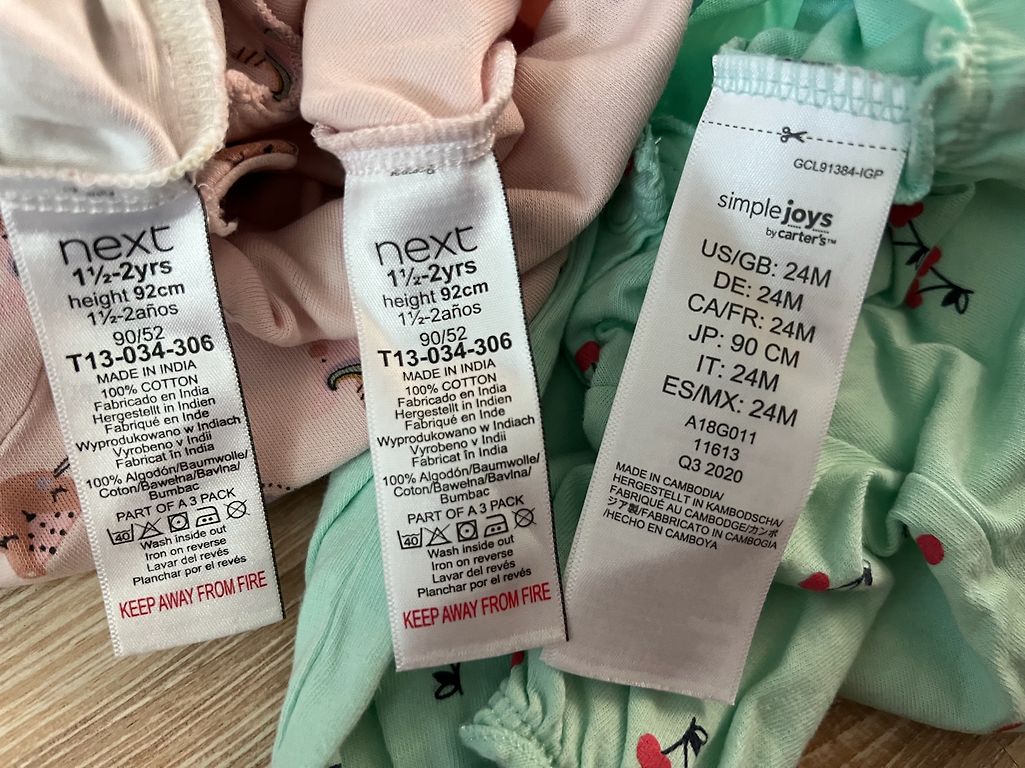 next
1½-2yrs
height 92cm
1½-2años
90/52
T13-034-306
MADE IN INDIA
100% COTTON
Fabricado en India
Hergestellt in Indien
Fabriqué en Inde
Wyprodukowano w Indiach
Vyrobeno v Indii
Fabricat în India
100% Algodón/Baumwolle/
Coton/Bawełna/Bavlna/
Bumbac
PART OF A 3 PACK
40
Wash inside out
Iron on reverse
Lavar del revés
Planchar por el revés
KEEP AWAY FROM FIRE
next
1½-2yrs
height 92cm
1½-2años
90/52
T13-034-306
MADE IN INDIA
100% COTTON
Fabricado en India
Hergestellt in Indien
Fabriqué en Inde
Wyprodukowano w Indiach
Vyrobeno v Indii
Fabricat în India
100% Algodón/Baumwolle/
Coton/Bawełna/Bavlna/
Bumbac
PART OF A 3 PACK
40
Wash inside out
Iron on reverse
Lavar del revés
Planchar por el revés
KEEP AWAY FROM FIRE
GCL91384-IGP
simple joys
by carter's™
US/GB: 24M
DE: 24M
CA/FR: 24M
JP: 90 CM
IT: 24M
ES/MX: 24M
A18G011
11613
Q3 2020
MADE IN CAMBODIA/
HERGESTELLT IN KAMBODSCHA/
FABRIQUÉ AU CAMBODGE/カンボ
ジア製/FABBRICATO IN CAMBOGIA
/HECHO EN CAMBOYA